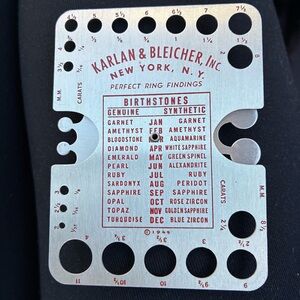 KARLAN & BLEICHER, INC.
NEW YORK, N.Y.
PERFECT RING FINDINGS
BIRTHSTONES
GENUINE SYNTHETIC
GARNET JAN GARNET
AMETHYST FEB AMETHYST
BLOODSTONE AQUAMARINE
DIAMOND APR WHITE SAPPHIRE
EMERALD MAY GREEN SPINEL
PEARL JUN ALEXANDRITE
RUBY JUL RUBY
SARDONYX AUG PERIDOT
SAPPHIRE SEP SAPPHIRE
OPAL OCT ROSE ZIRCON
TOPAZ NOV GOLDEN SAPPHIRE
TURQUOISE DEC BLUE ZIRCON
M.M.
CARATS
CARATS
M.M.